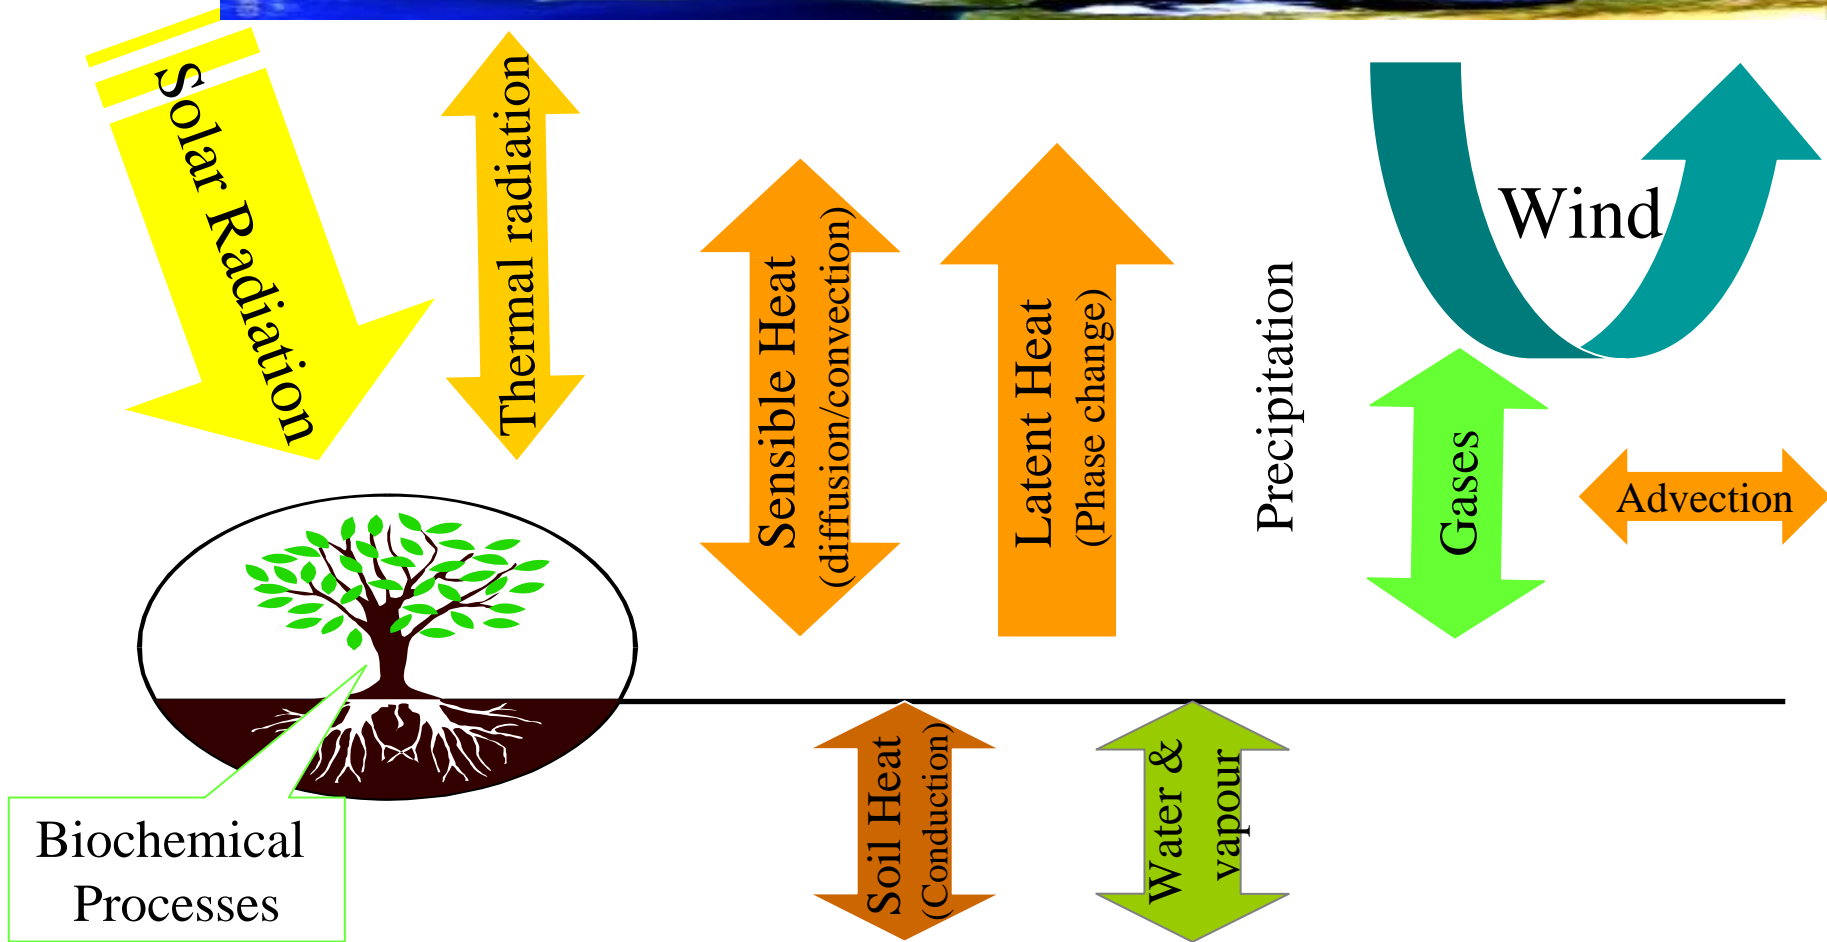 Solar Radiation
Thermal radiation
Sensible Heat
(diffusion/convection)
Latent Heat
(Phase change)
Precipitation
Wind
Gases
Advection
Biochemical
Processes
Soil Heat
(Conduction)
Water &
vapour